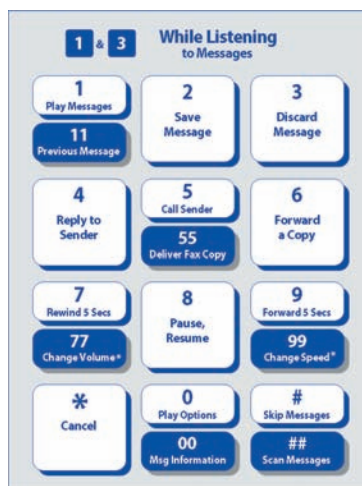 1 & 3 While Listening
to Messages
1
Play Messages
11
Previous Message
2
Save
Message
3
Discard
Message
4
Reply to
Sender
5
Call Sender
55
Deliver Fax Copy
6
Forward
a Copy
7
Rewind 5 Secs
77
Change Volume*
8
Pause,
Resume
9
Forward 5 Secs
99
Change Speed*
*
Cancel
0
Play Options
00
Msg Information
#
Skip Messages
##
Scan Messages